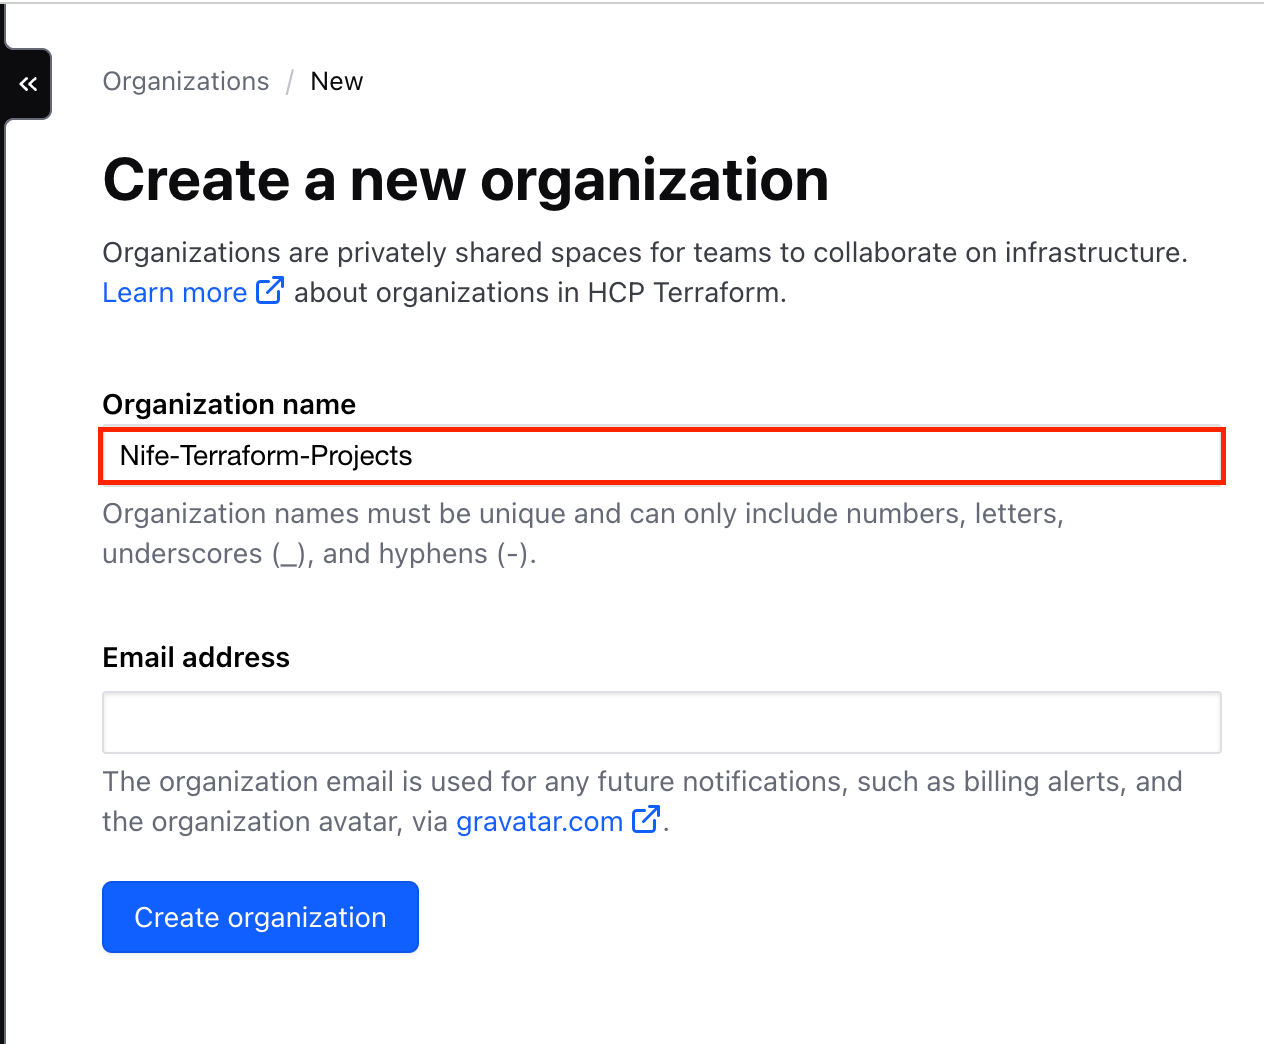 Organizations / New
Create a new organization
Organizations are privately shared spaces for teams to collaborate on infrastructure.
Learn more about organizations in HCP Terraform.
Organization name
Nife-Terraform-Projects
Organization names must be unique and can only include numbers, letters,
underscores (_), and hyphens (-).
Email address
The organization email is used for any future notifications, such as billing alerts, and
the organization avatar, via gravatar.com.
Create organization